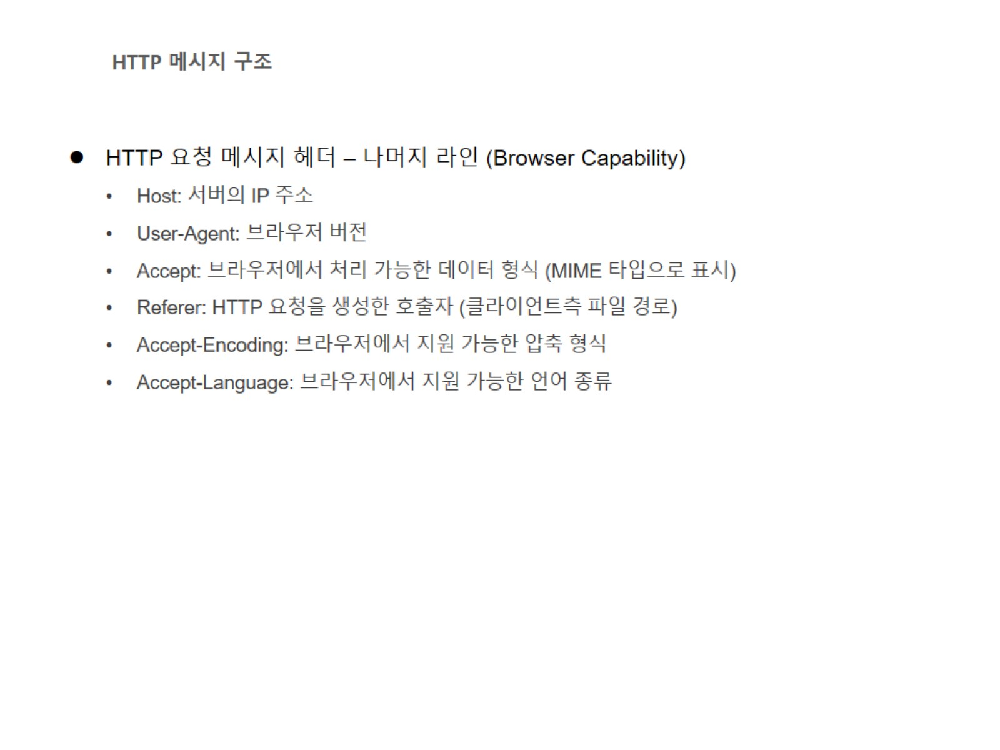 HTTP 메시지 구조
● HTTP 요청 메시지 헤더 – 나머지 라인 (Browser Capability)
• Host: 서버의 IP 주소
• User-Agent: 브라우저 버전
• Accept: 브라우저에서 처리 가능한 데이터 형식 (MIME 타입으로 표시)
• Referer: HTTP 요청을 생성한 호출자 (클라이언트측 파일 경로)
• Accept-Encoding: 브라우저에서 지원 가능한 압축 형식
• Accept-Language: 브라우저에서 지원 가능한 언어 종류